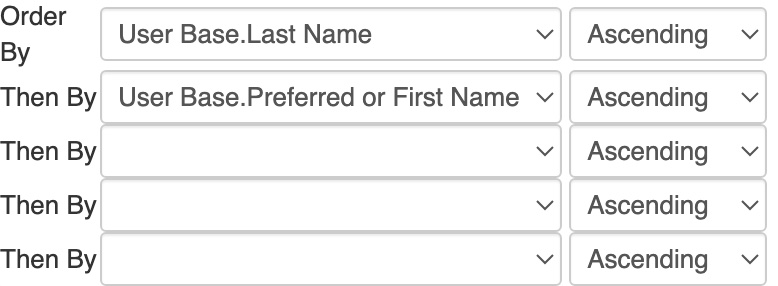 Order
By
User Base.Last Name
Ascending
Then By
User Base.Preferred or First Name
Ascending
Then By
Ascending
Then By
Ascending
Then By
Ascending